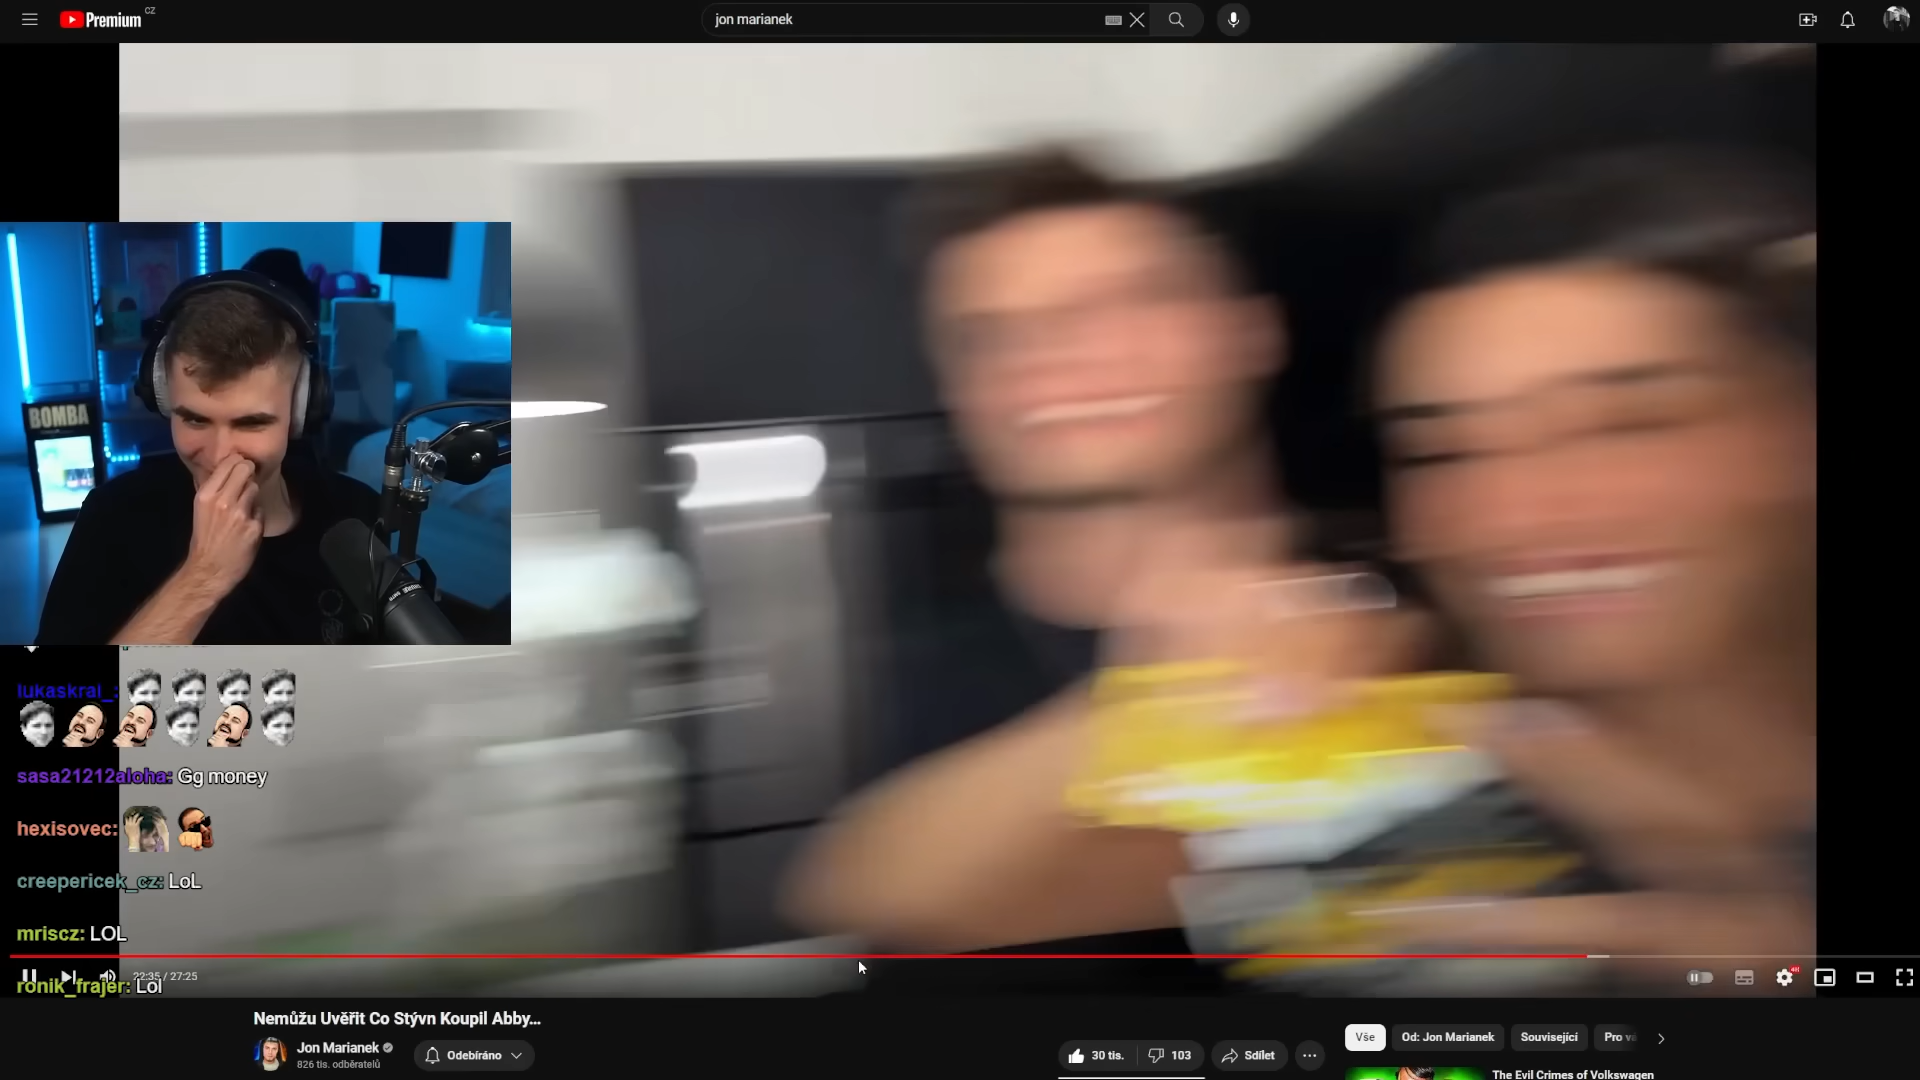 Premium CZ
jon marianek
BOMBA
lukaskral_:
sasa21212aloha: Gg money
hexisovec:
creepericek_cz: LoL
mriscz: LOL
22:35 / 27:25
ronik_frajer: Lol
Nemůžu Uvěřit Co Stývn Koupil Abby...
Jon Marianek
826 tis. odběratelů
Odebíráno
30 tis.
103
Sdílet
Vše
Od: Jon Marianek
Související
Pro
The Evil Crimes of Volkswagen